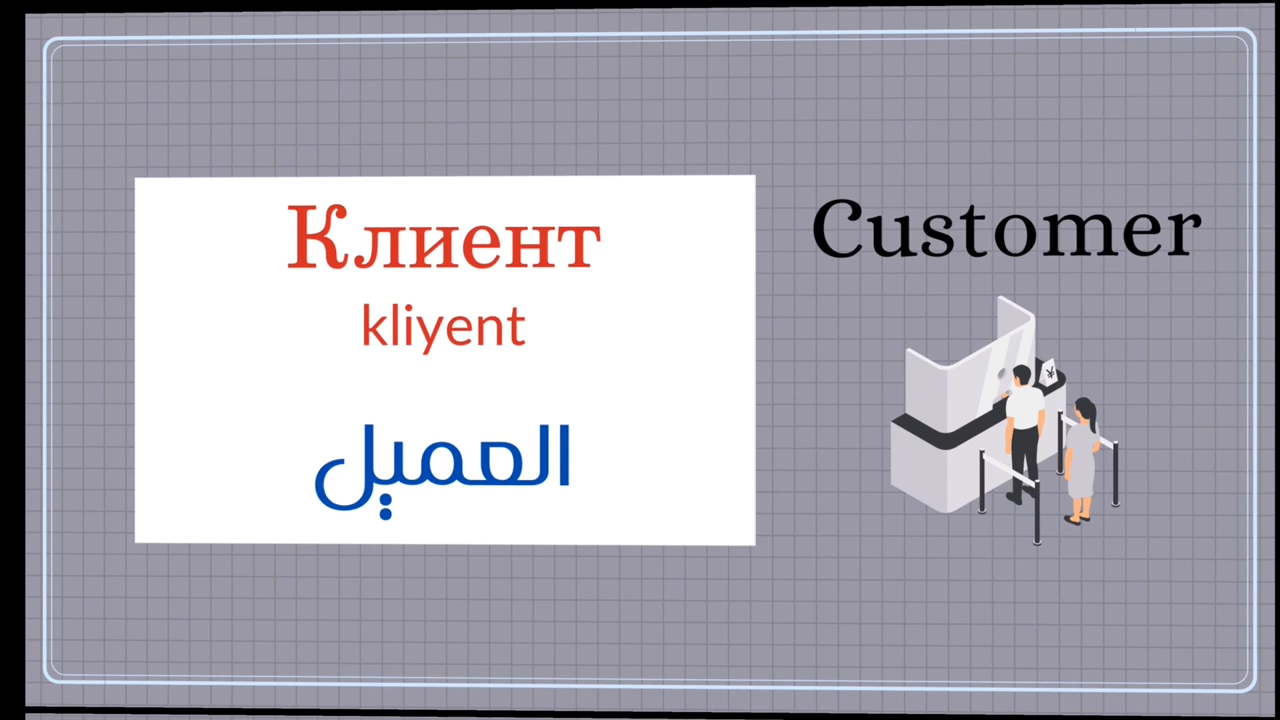 Клиент
kliyent
العميل
Customer
¥